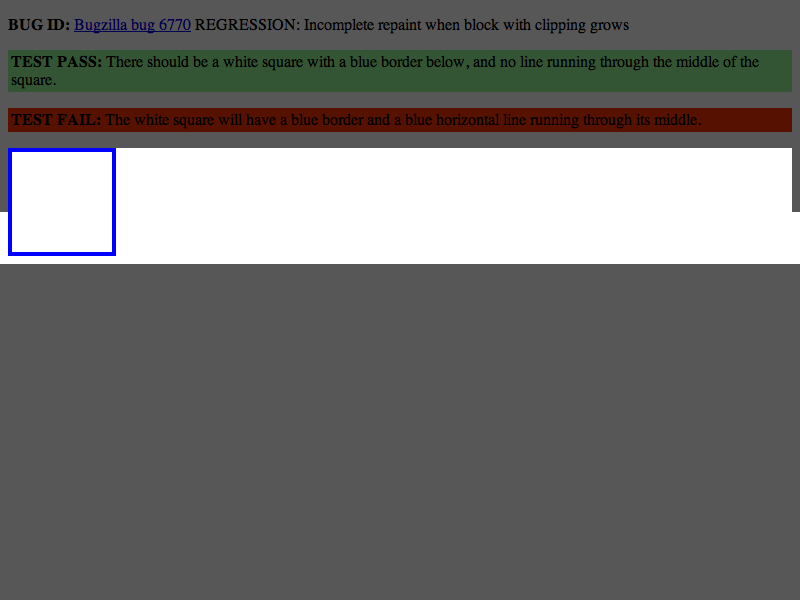 BUG ID: Bugzilla bug 6770 REGRESSION: Incomplete repaint when block with clipping grows
TEST PASS: There should be a white square with a blue border below, and no line running through the middle of the
square.
TEST FAIL: The white square will have a blue border and a blue horizontal line running through its middle.